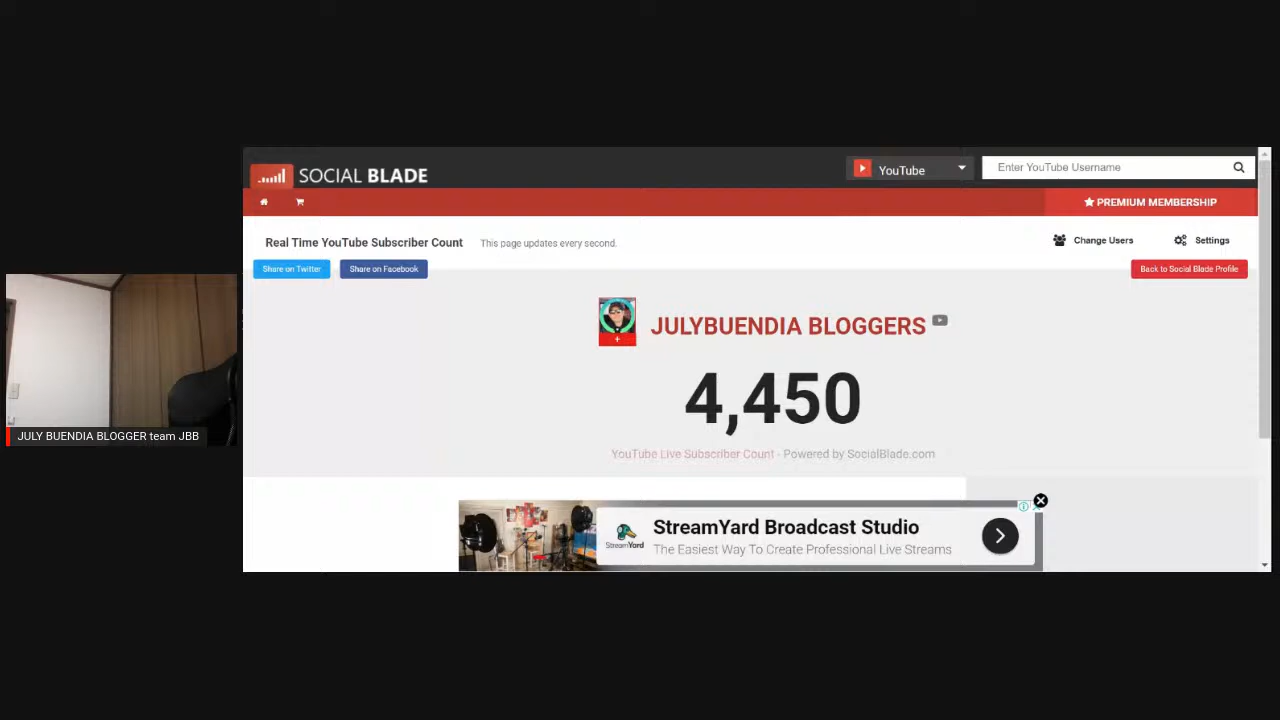 SOCIAL BLADE
YouTube
Enter YouTube Username
PREMIUM MEMBERSHIP
Real Time YouTube Subscriber Count
This page updates every second.
Change Users
Settings
Share on Twitter
Share on Facebook
Back to Social Blade Profile
JULYBUENDIA BLOGGERS
4,450
YouTube Live Subscriber Count - Powered by SocialBlade.com
JULY BUENDIA BLOGGER team JBB
StreamYard Broadcast Studio
StreamYard
The Easiest Way To Create Professional Live Streams